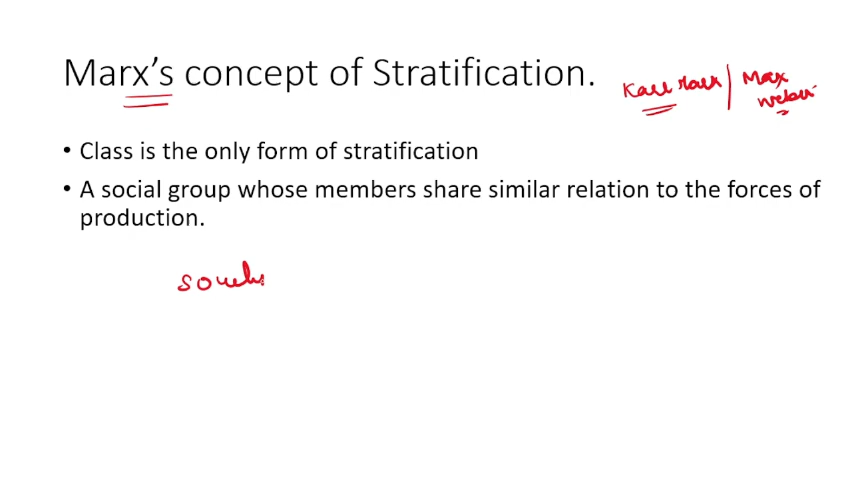 Marx's concept of Stratification.
Karl Marx | Max
Weber
• Class is the only form of stratification
• A social group whose members share similar relation to the forces of
production.
society